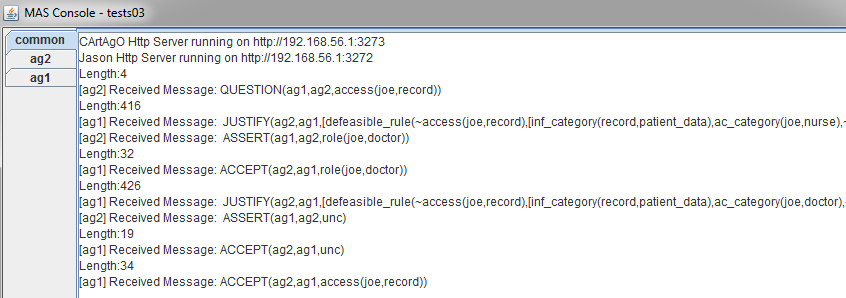 MAS Console - tests03
common
ag2
ag1
CArtAgO Http Server running on http://192.168.56.1:3273
Jason Http Server running on http://192.168.56.1:3272
Length:4
[ag2] Received Message: QUESTION(ag1,ag2,access(joe,record))
Length:416
[ag1] Received Message:  JUSTIFY(ag2,ag1,[defeasible_rule(~access(joe,record),[inf_category(record,patient_data),ac_category(joe,nurse),~
[ag2] Received Message:  ASSERT(ag1,ag2,role(joe,doctor))
Length:32
[ag1] Received Message: ACCEPT(ag2,ag1,role(joe,doctor))
Length:426
[ag1] Received Message:  JUSTIFY(ag2,ag1,[defeasible_rule(~access(joe,record),[inf_category(record,patient_data),ac_category(joe,doctor),~
[ag2] Received Message:  ASSERT(ag1,ag2,unc)
Length:19
[ag1] Received Message: ACCEPT(ag2,ag1,unc)
Length:34
[ag1] Received Message: ACCEPT(ag2,ag1,access(joe,record))